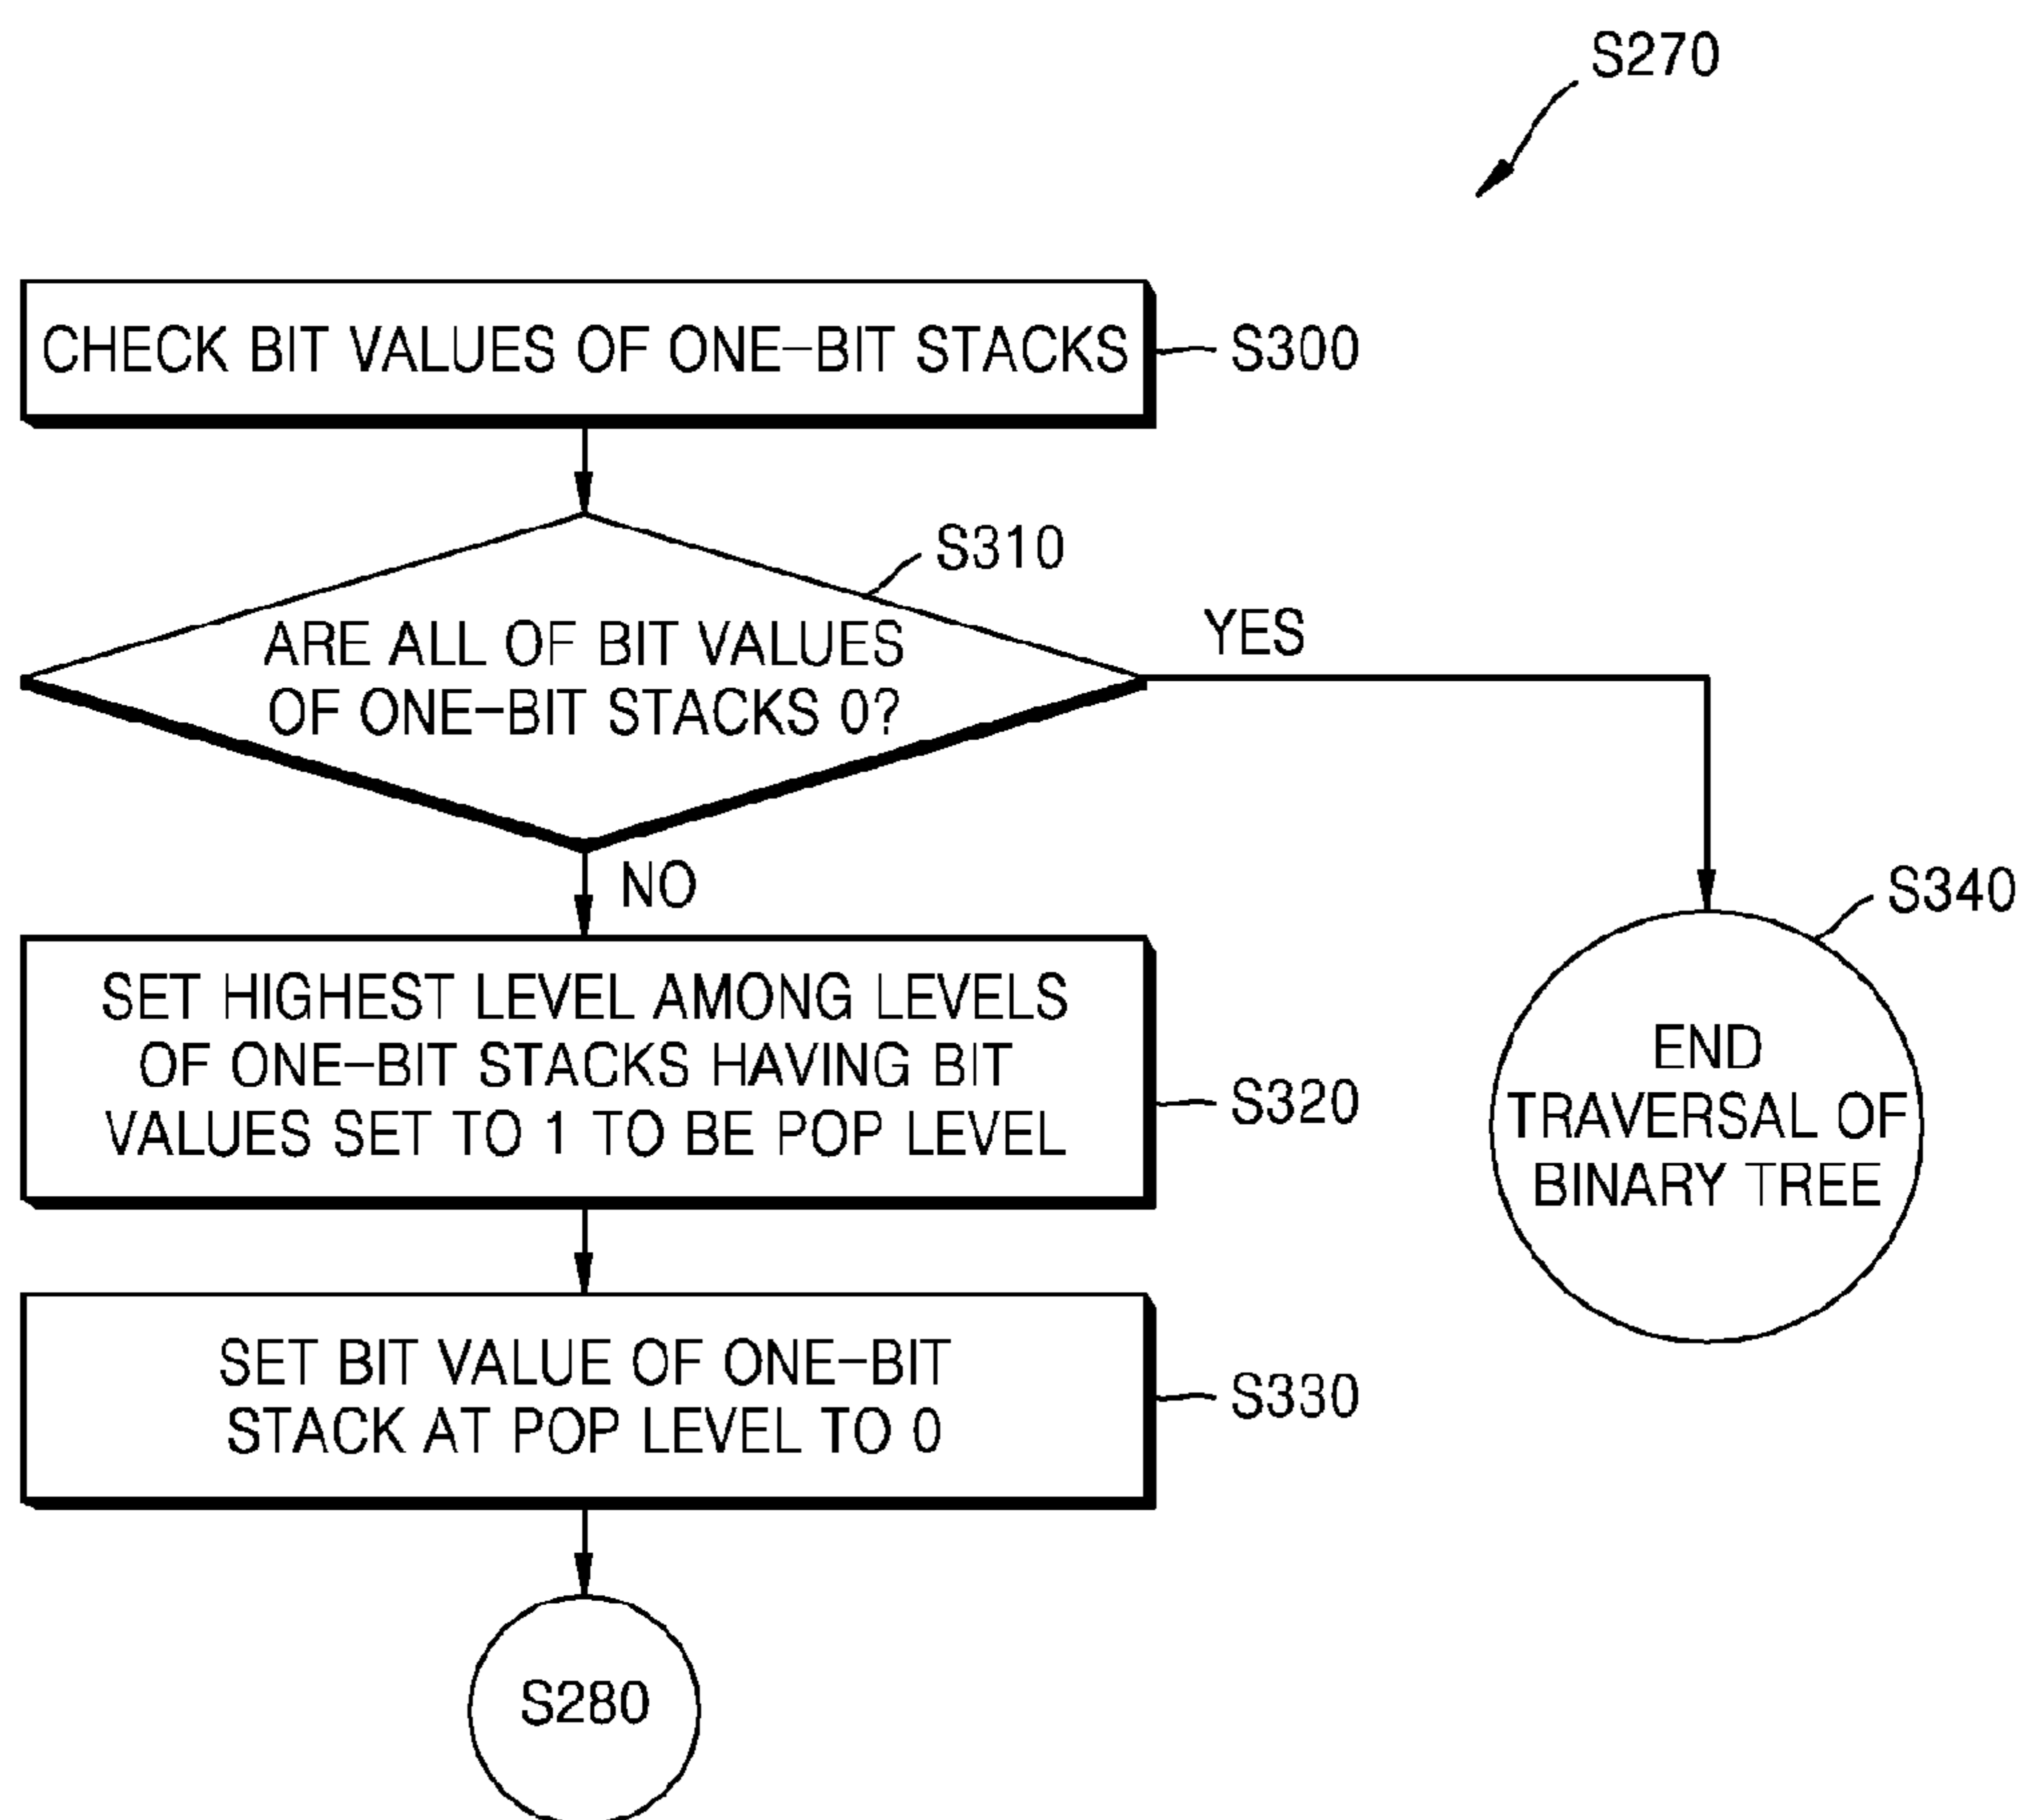 S270
CHECK BIT VALUES OF ONE-BIT STACKS
S300
S310
ARE ALL OF BIT VALUES
OF ONE-BIT STACKS 0?
YES
NO
S340
SET HIGHEST LEVEL AMONG LEVELS
OF ONE-BIT STACKS HAVING BIT
VALUES SET TO 1 TO BE POP LEVEL
S320
END
TRAVERSAL OF
BINARY TREE
SET BIT VALUE OF ONE-BIT
STACK AT POP LEVEL TO 0
S330
S280